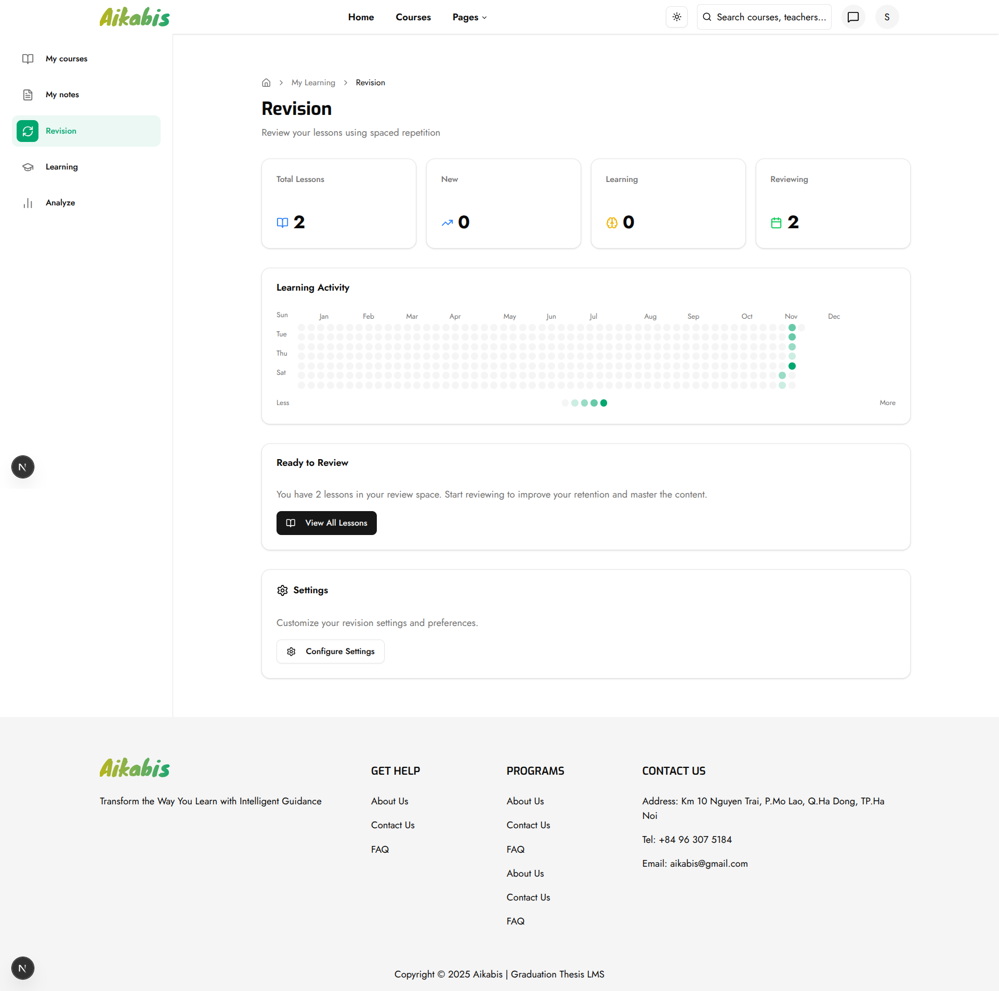 Aikabis
Home
Courses
Pages
Search courses, teachers...
S
My courses
My notes
Revision
Learning
Analyze
My Learning
Revision
Revision
Review your lessons using spaced repetition
Total Lessons
2
New
0
Learning
0
Reviewing
2
Learning Activity
Jan Feb Mar Apr May Jun Jul Aug Sep Oct Nov Dec
Sun
Tue
Thu
Sat
Less
More
Ready to Review
You have 2 lessons in your review space. Start reviewing to improve your retention and master the content.
View All Lessons
Settings
Customize your revision settings and preferences.
Configure Settings
N
Aikabis
Transform the Way You Learn with Intelligent Guidance
GET HELP
About Us
Contact Us
FAQ
PROGRAMS
About Us
Contact Us
FAQ
About Us
Contact Us
FAQ
CONTACT US
Address: Km 10 Nguyen Trai, P.Mo Lao, Q.Ha Dong, TP.Ha
Noi
Tel: +84 96 307 5184
Email: aikabis@gmail.com
N
Copyright © 2025 Aikabis | Graduation Thesis LMS